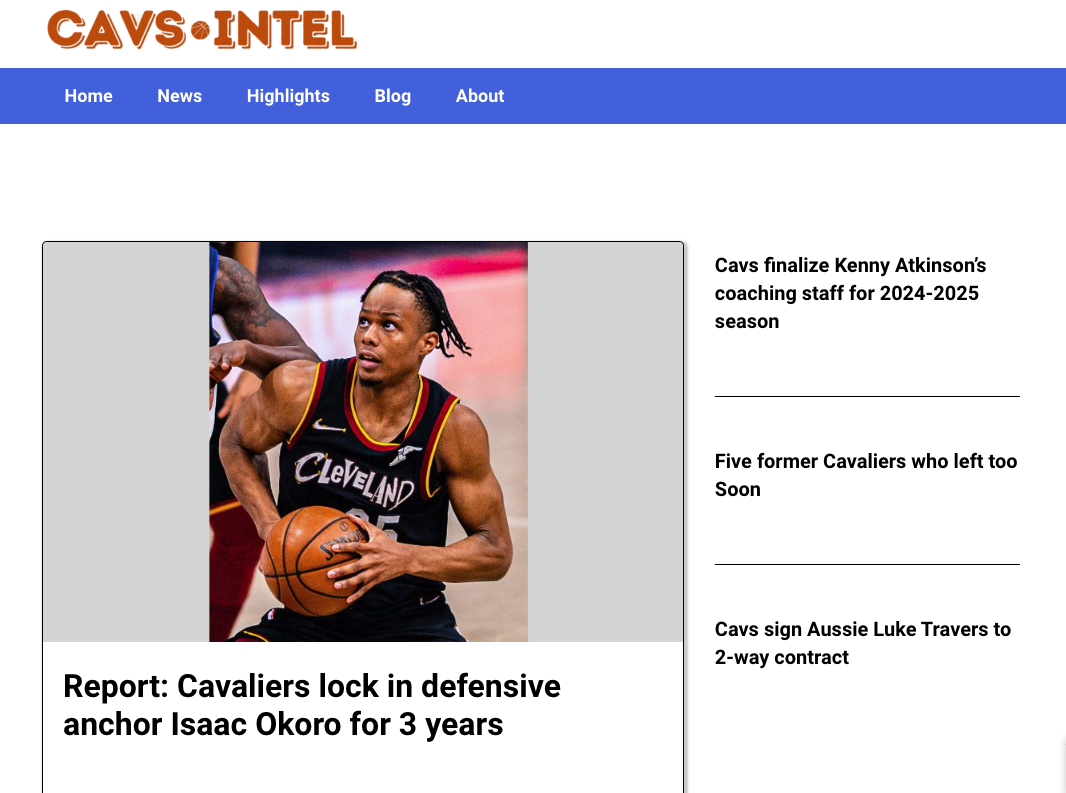 CAVS INTEL
Home News Highlights Blog About
CLEVELAND
35
Report: Cavaliers lock in defensive
anchor Isaac Okoro for 3 years
Cavs finalize Kenny Atkinson’s
coaching staff for 2024-2025
season
Five former Cavaliers who left too
Soon
Cavs sign Aussie Luke Travers to
2-way contract